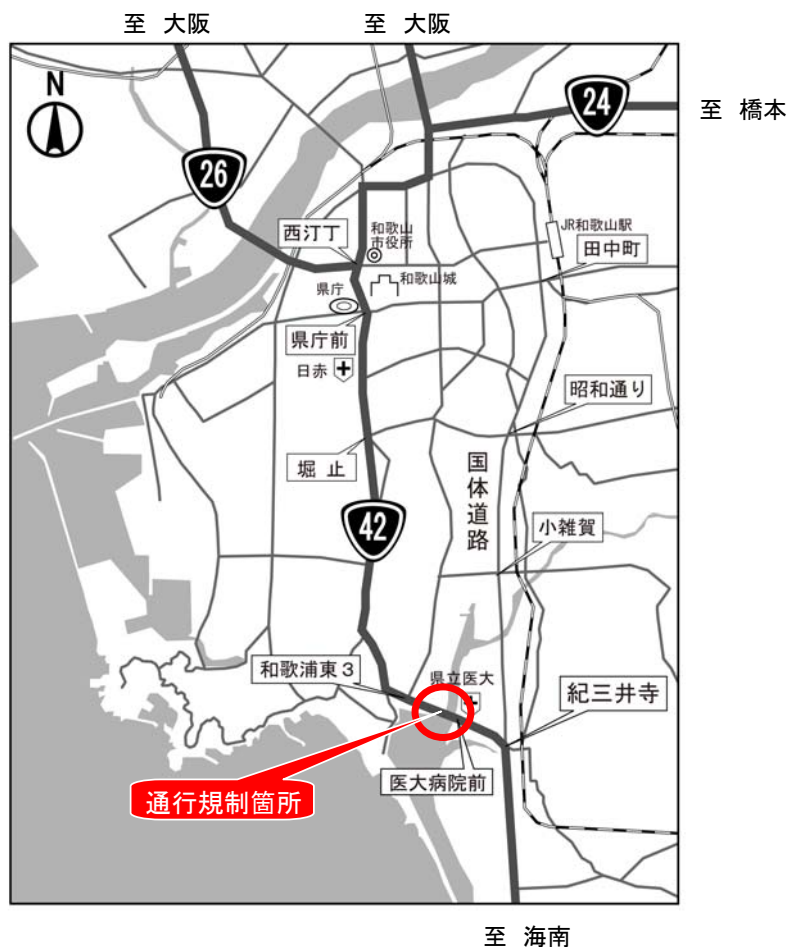 至 大阪
至 大阪
N
24
至 橋本
26
和歌山
市役所
JR和歌山駅
西汀丁
田中町
県庁
和歌山城
県庁前
日赤
昭和通り
堀 止
国体道路
42
小雑賀
和歌浦東3
県立医大
紀三井寺
医大病院前
通行規制箇所
至 海南